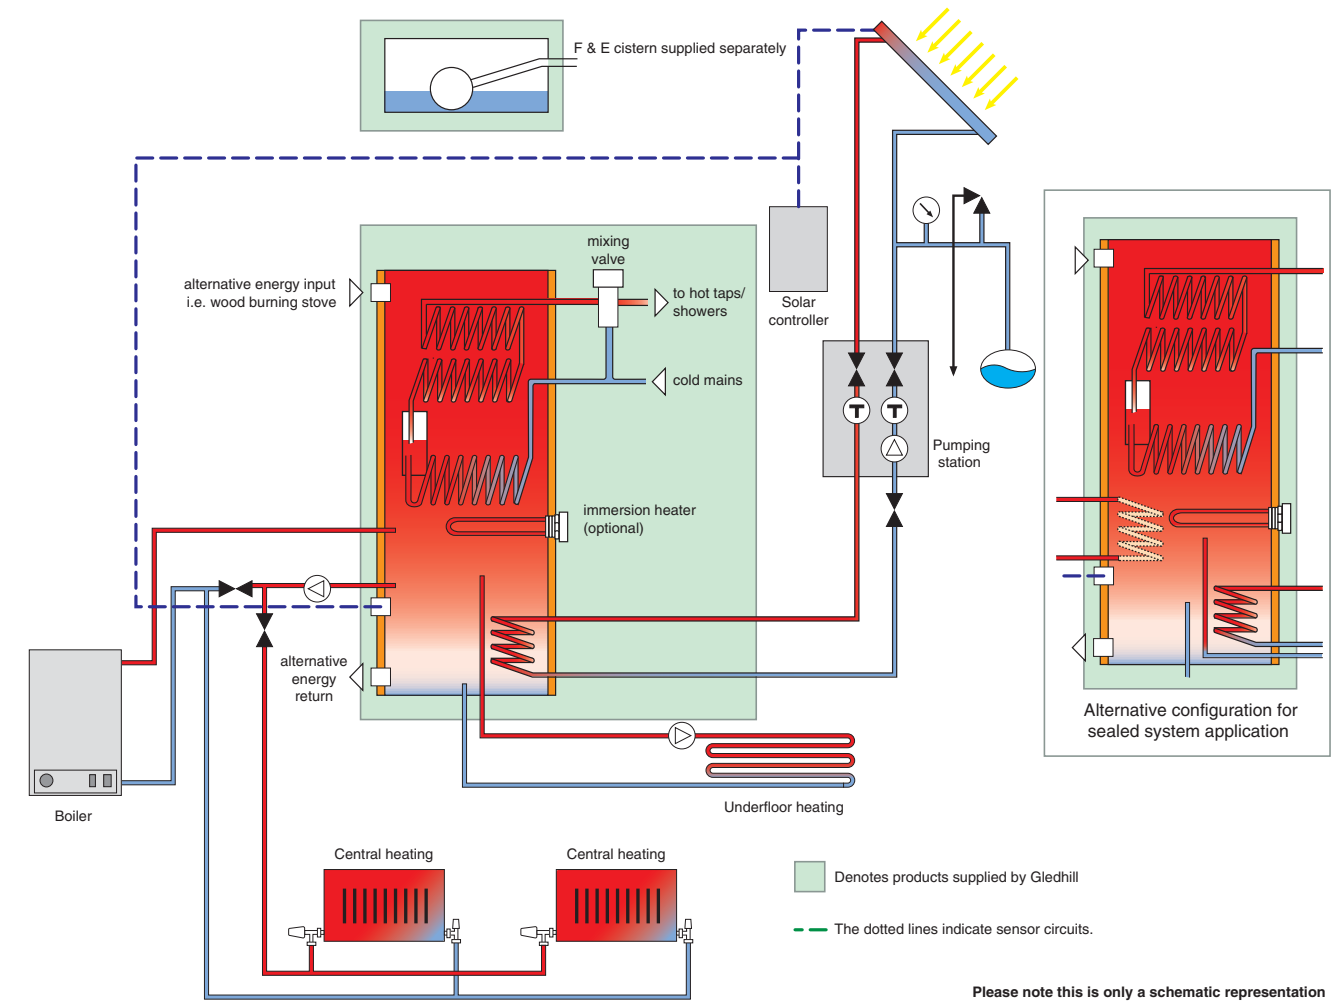 F & E cistern supplied separately
mixing
valve
alternative energy input
i.e. wood burning stove
to hot taps/
showers
Solar
controller
cold mains
T
T
Pumping
station
immersion heater
(optional)
alternative
energy
return
Alternative configuration for
sealed system application
Boiler
Underfloor heating
Central heating
Central heating
Denotes products supplied by Gledhill
The dotted lines indicate sensor circuits.
Please note this is only a schematic representation